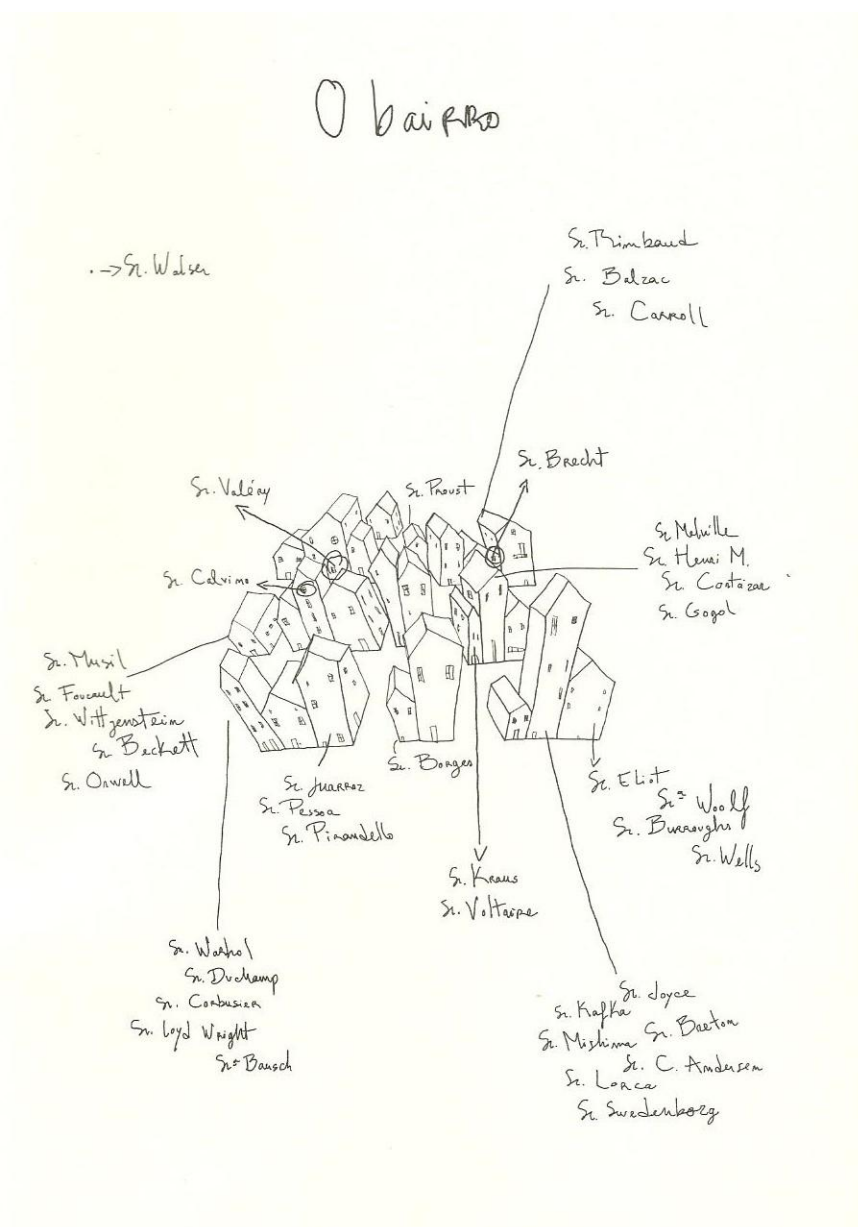 O bairro
Sr. Rimbaud
Sr. Balzac
Sr. Carroll
Sr. Walser
Sr. Brecht
Sr. Valéry
Sr. Proust
Sr. Melville
Sr. Henri M.
Sr. Cortázar
Sr. Gogol
Sr. Calvino
Sr. Musil
Sr. Foucault
Sr. Wittgenstein
Sr. Beckett
Sr. Orwell
Sr. Juarroz
Sr. Pessoa
Sr. Pirandello
Sr. Borges
Sr. Eliot
Srª Woolf
Sr. Burroughs
Sr. Wells
Sr. Kraus
Sr. Voltaire
Sr. Warhol
Sr. Duchamp
Sr. Corbusier
Sr. Loyd Wright
Srª Bausch
Sr. Joyce
Sr. Kafka
Sr. Breton
Sr. Mishima
Sr. C. Andersen
Sr. Lorca
Sr. Swedenborg